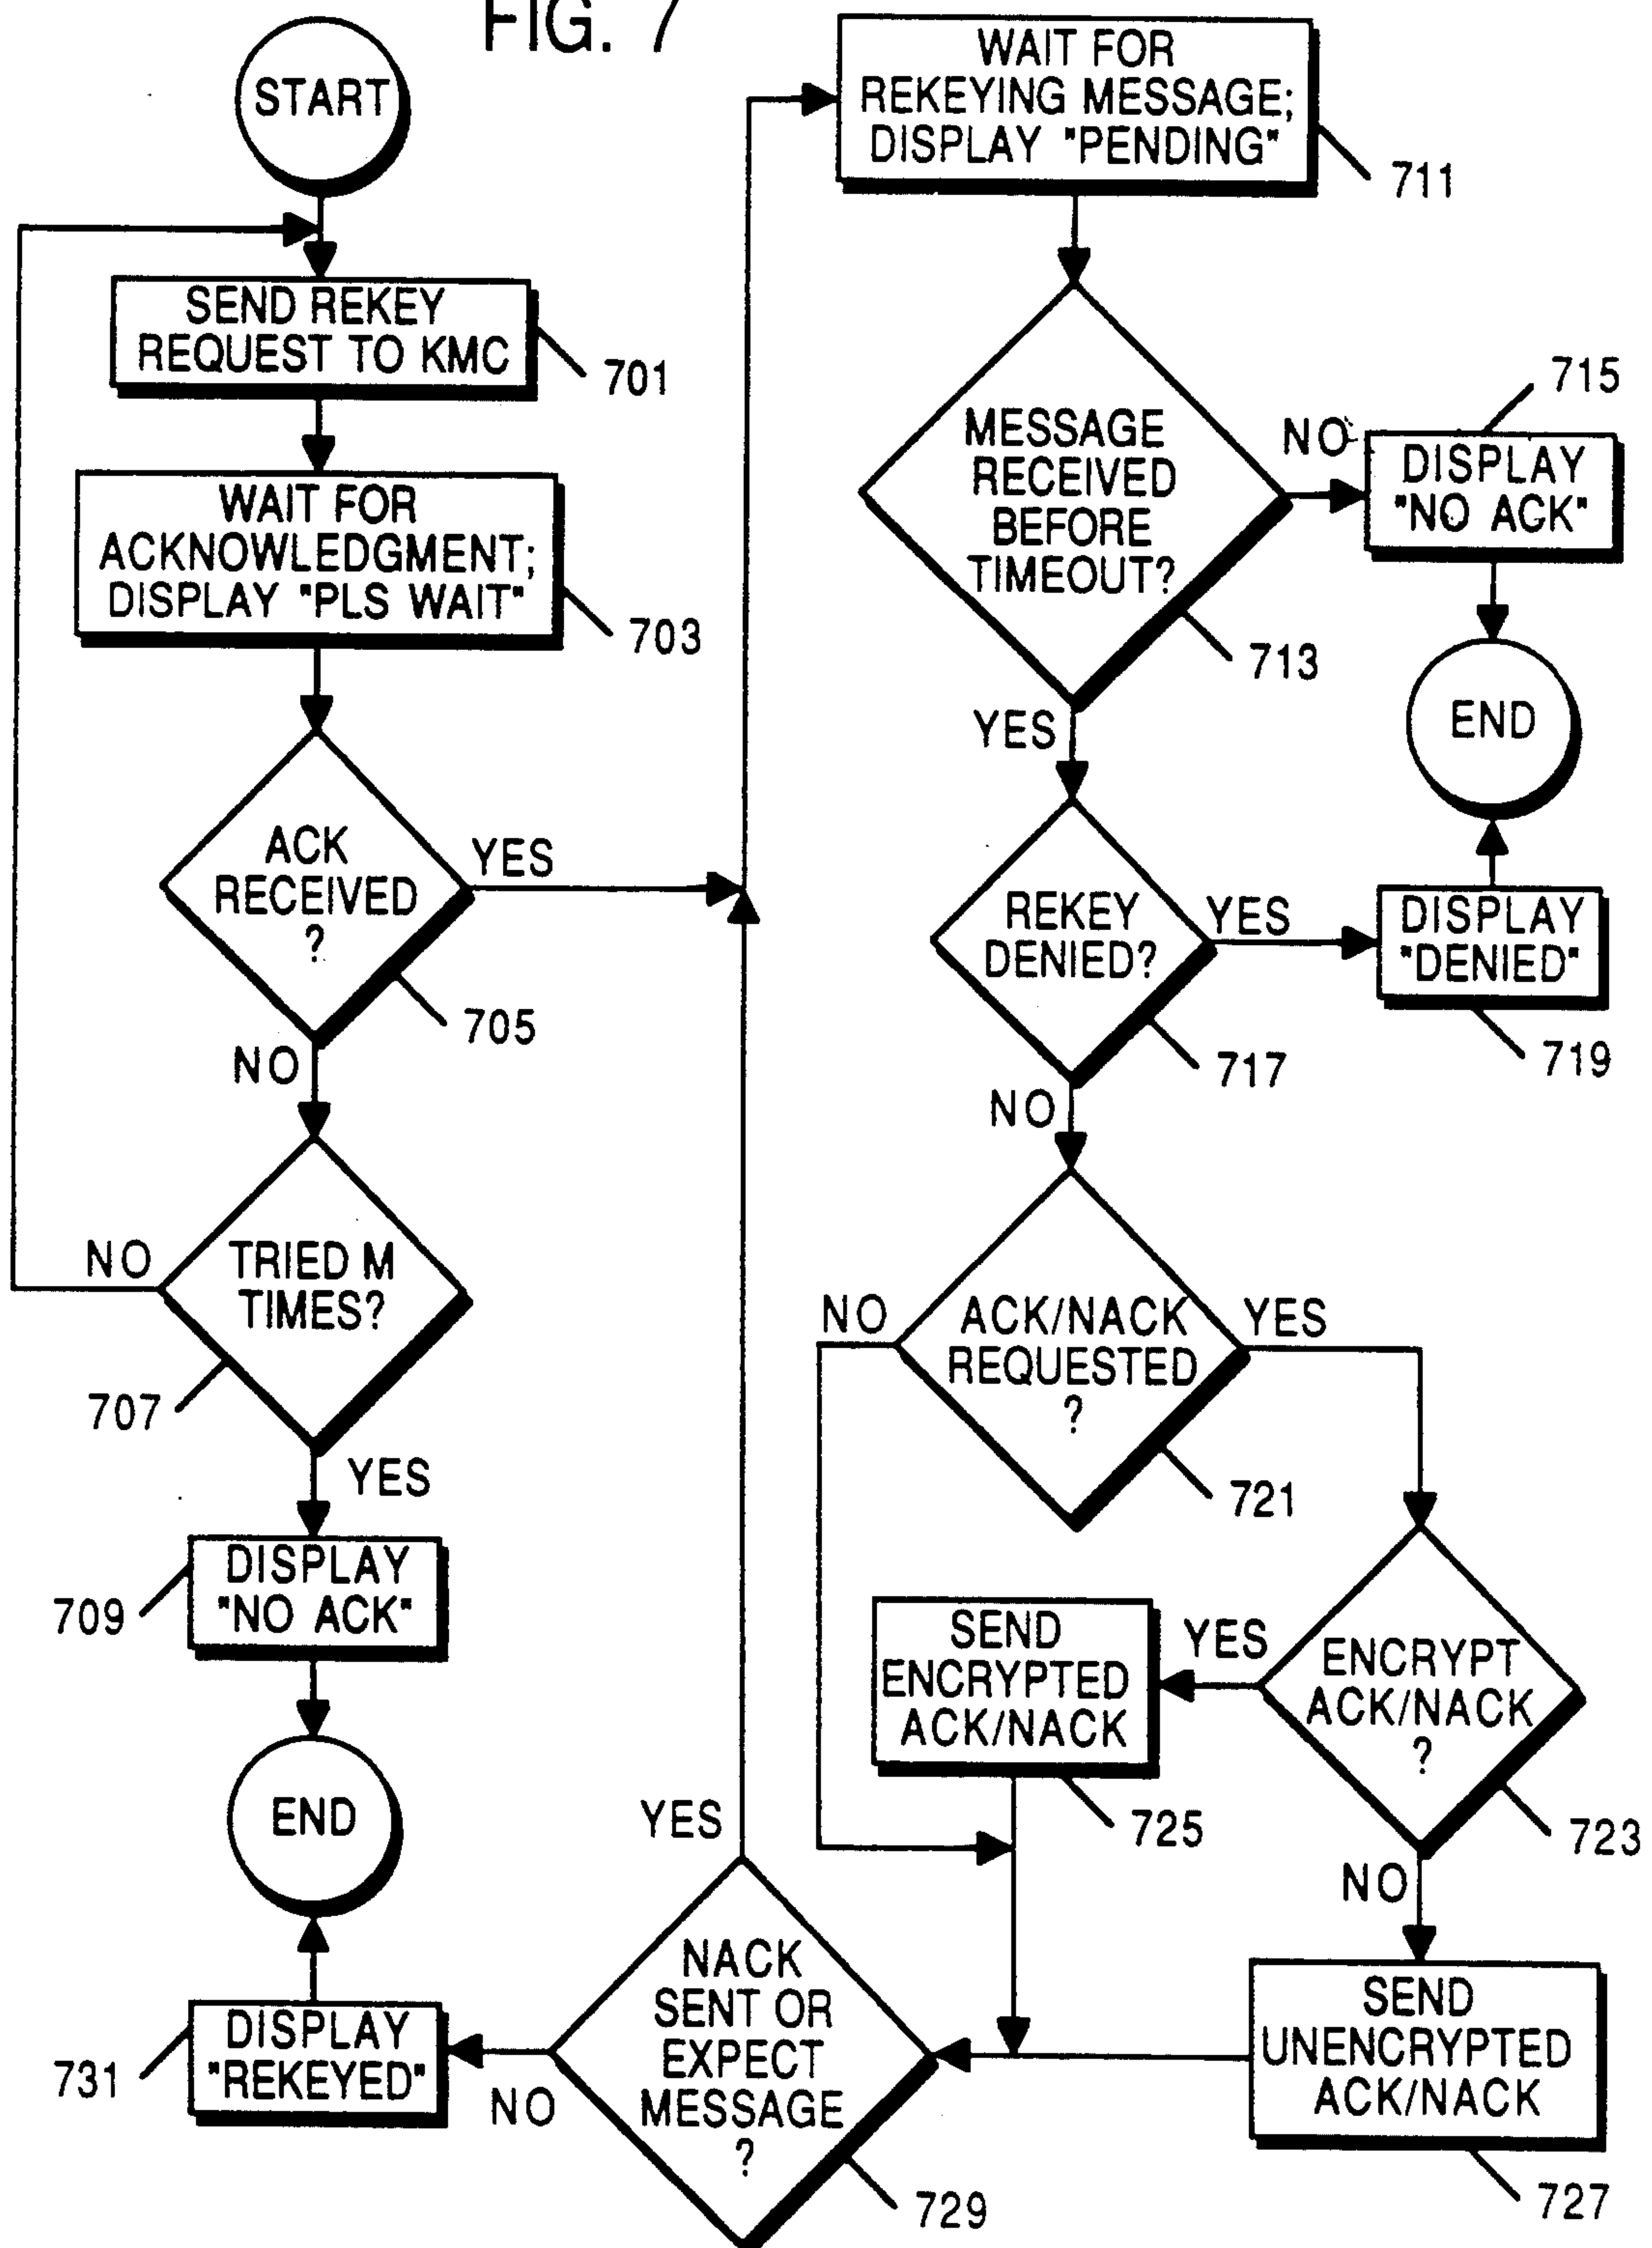 FIG. 7
START
SEND REKEY
REQUEST TO KMC
701
WAIT FOR
ACKNOWLEDGMENT;
DISPLAY "PLS WAIT"
703
ACK
RECEIVED
?
YES
705
NO
TRIED M
TIMES?
NO
707
YES
DISPLAY
"NO ACK"
709
END
DISPLAY
"REKEYED"
731
WAIT FOR
REKEYING MESSAGE;
DISPLAY "PENDING"
711
MESSAGE
RECEIVED
BEFORE
TIMEOUT?
713
NO
715
DISPLAY
"NO ACK"
END
YES
REKEY
DENIED?
717
YES
DISPLAY
"DENIED"
719
NO
ACK/NACK
REQUESTED
?
721
NO
YES
ENCRYPT
ACK/NACK
?
723
YES
SEND
ENCRYPTED
ACK/NACK
725
NO
SEND
UNENCRYPTED
ACK/NACK
727
YES
NACK
SENT OR
EXPECT
MESSAGE
?
729
NO